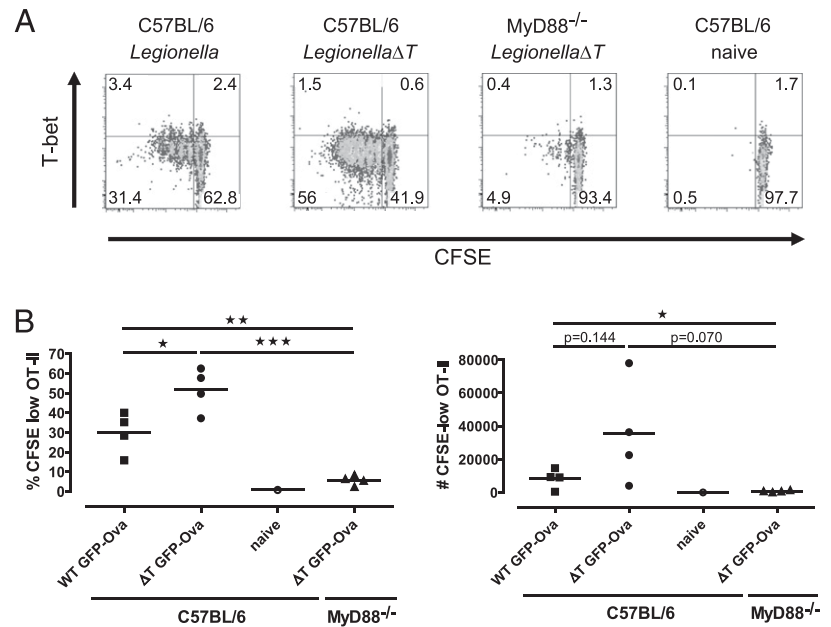 A
C57BL/6 Legionella
C57BL/6 LegionellaΔT
MyD88-/- LegionellaΔT
C57BL/6 naive
T-bet
3.4 2.4
31.4 62.8
1.5 0.6
56 41.9
0.4 1.3
4.9 93.4
0.1 1.7
0.5 97.7
CFSE
B
% CFSE low OT-II
70
60
50
40
30
20
10
0
★★
★ ★★★
WT GFP-Ova
ΔT GFP-Ova
naive
ΔT GFP-Ova
C57BL/6
MyD88-/-
# CFSE-low OT-II
80000
60000
40000
20000
0
★
p=0.144 p=0.070
WT GFP-Ova
ΔT GFP-Ova
naive
ΔT GFP-Ova
C57BL/6
MyD88-/-